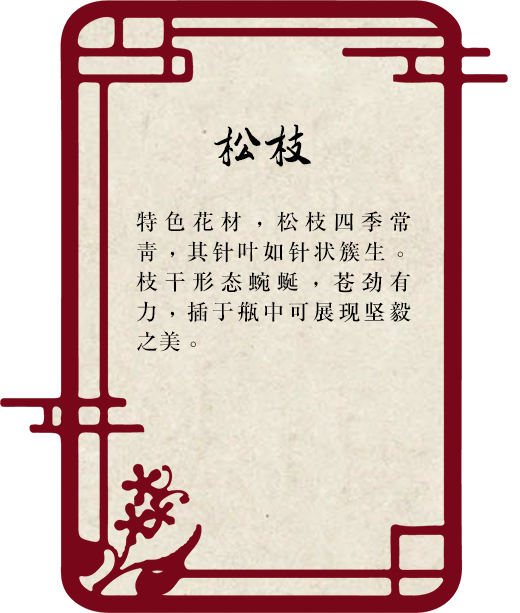 松枝
特色花材，松枝四季常
青，其针叶如针状簇生。
枝干形态蜿蜒，苍劲有
力，插于瓶中可展现坚毅
之美。